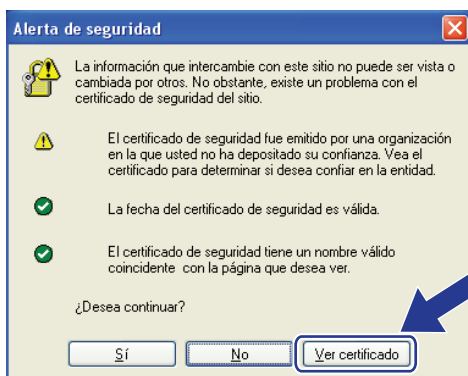 Alerta de seguridad
La información que intercambie con este sitio no puede ser vista o
cambiada por otros. No obstante, existe un problema con el
certificado de seguridad del sitio.
El certificado de seguridad fue emitido por una organización
en la que usted no ha depositado su confianza. Vea el
certificado para determinar si desea confiar en la entidad.
La fecha del certificado de seguridad es válida.
El certificado de seguridad tiene un nombre válido
coincidente con la página que desea ver.
¿Desea continuar?
Sí No Ver certificado